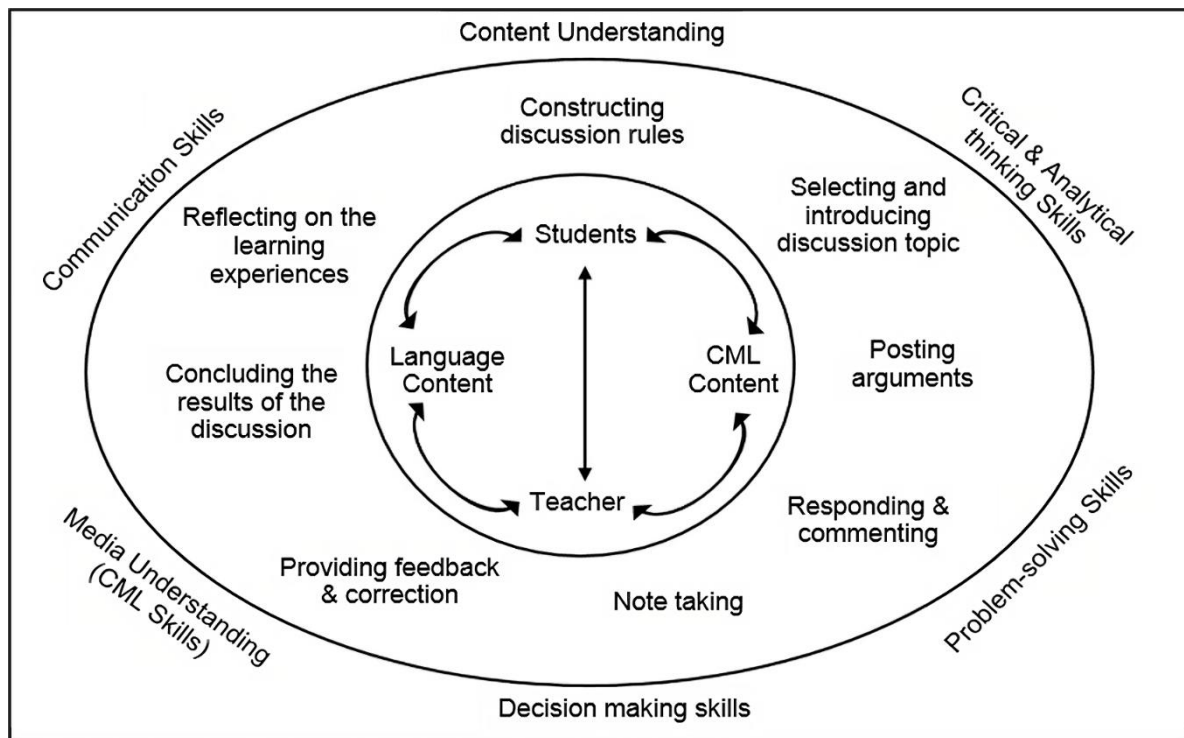 Content Understanding
Communication Skills
Critical & Analytical
thinking Skills
Constructing
discussion rules
Selecting and
introducing
discussion topic
Reflecting on the
learning
experiences
Students
Language
Content
CML
Content
Posting
arguments
Concluding the
results of the
discussion
Teacher
Responding &
commenting
Providing feedback
& correction
Note taking
Media Understanding
(CML Skills)
Problem-solving Skills
Decision making skills